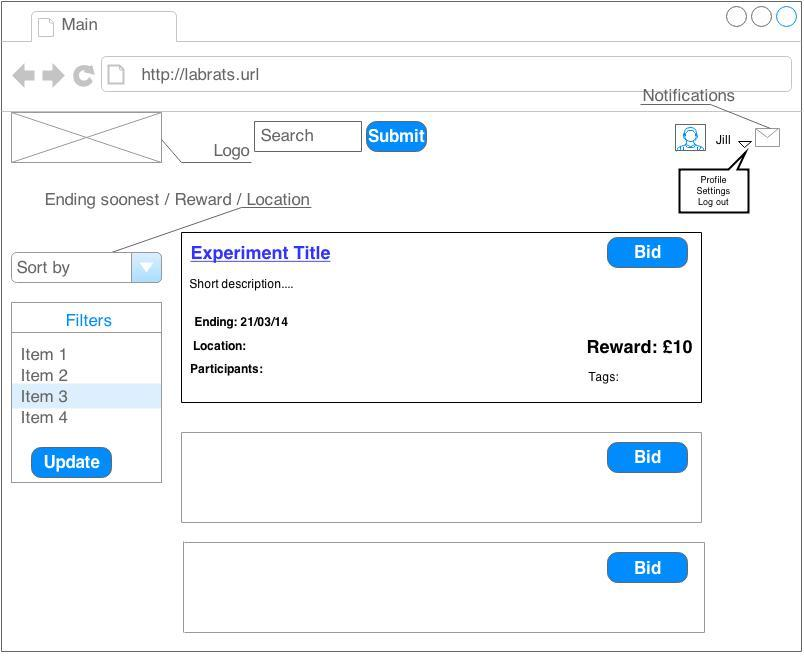 Main
http://labrats.url
Notifications
Logo
Search
Submit
Jill
Profile
Settings
Log out
Ending soonest / Reward / Location
Sort by
Experiment Title
Bid
Short description....
Ending: 21/03/14
Location:
Participants:
Reward: £10
Tags:
Filters
Item 1
Item 2
Item 3
Item 4
Update
Bid
Bid